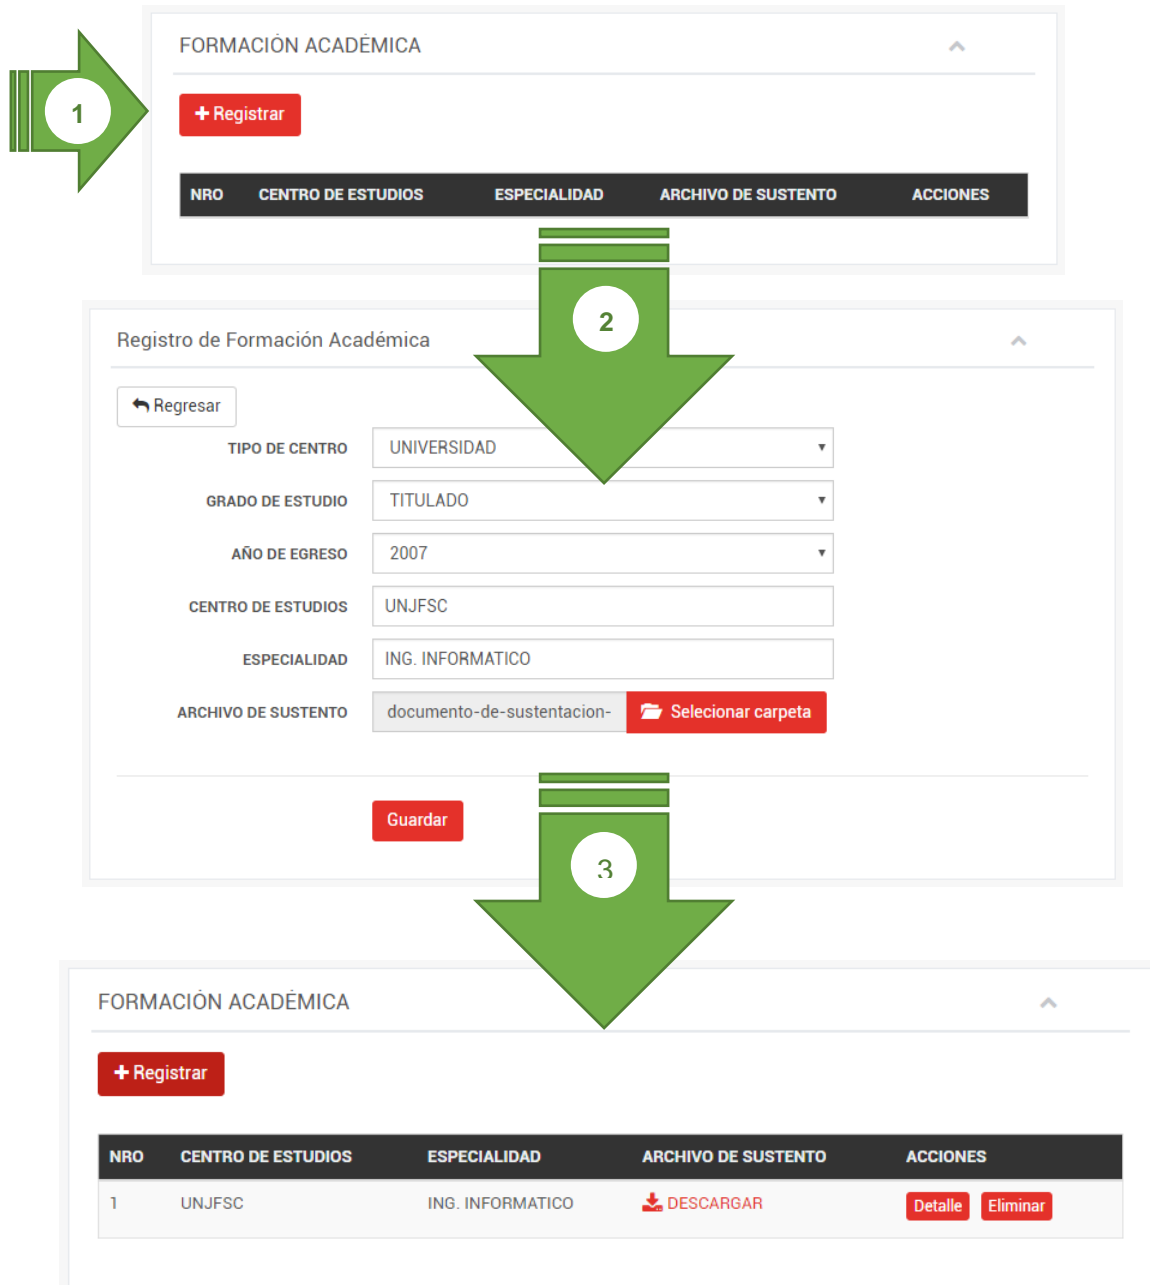 FORMACIÓN ACADÉMICA
1
Registrar
NRO CENTRO DE ESTUDIOS ESPECIALIDAD ARCHIVO DE SUSTENTO ACCIONES
2
Registro de Formación Académica
Regresar
TIPO DE CENTRO UNIVERSIDAD
GRADO DE ESTUDIO TITULADO
AÑO DE EGRESO 2007
CENTRO DE ESTUDIOS UNJFSC
ESPECIALIDAD ING. INFORMATICO
ARCHIVO DE SUSTENTO documento-de-sustentacion- Selecionar carpeta
Guardar
3
FORMACIÓN ACADÉMICA
Registrar
NRO CENTRO DE ESTUDIOS ESPECIALIDAD ARCHIVO DE SUSTENTO ACCIONES
1 UNJFSC ING. INFORMATICO DESCARGAR Detalle Eliminar